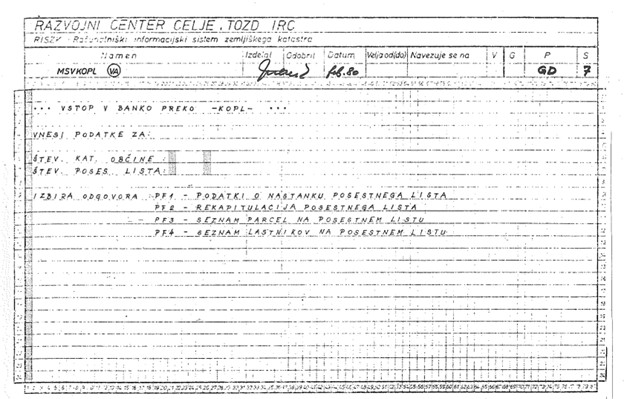 RAZVOJNI CENTER CELJE, TOZD IRC
RISZK - Računalniški informacijski sistem zemljiškega katastra
Namen Izdelal Odobril Datum Velja od(do) Navezuje se na V G P S
MSVKOPL VA feb.80 GD 7
... VSTOP V BANKO PREKO -KOPL- ...
VNESI PODATKE ZA:
ŠTEV. KAT. OBČINE :
ŠTEV. POSES. LISTA:
IZBIRA ODGOVORA PF1 - PODATKI O NASTANKU POSESTNEGA LISTA
PF2 - REKAPITULACIJA POSESTNEGA LISTA
- PF3 - SEZNAM PARCEL NA POSESTNEM LISTU
PF4 - SEZNAM LASTNIKOV NA POSESTNEM LISTU